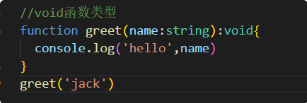 //void函数类型
function greet(name:string):void{
  console.log('hello',name)
}
greet('jack')